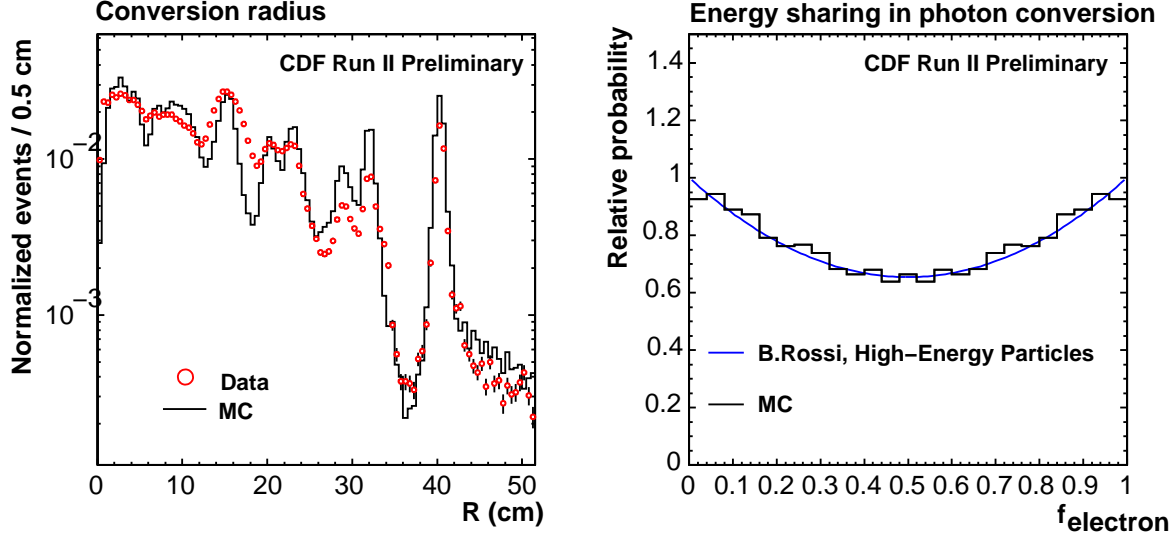 Conversion radius
CDF Run II Preliminary
Normalized events / 0.5 cm
10⁻²
10⁻³
Data
MC
0 10 20 30 40 50
R (cm)
Energy sharing in photon conversion
CDF Run II Preliminary
Relative probability
1.4
1.2
1
0.8
0.6
0.4
0.2
0
B.Rossi, High−Energy Particles
MC
0 0.1 0.2 0.3 0.4 0.5 0.6 0.7 0.8 0.9 1
f electron